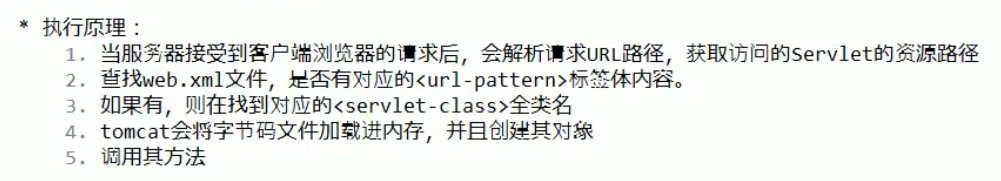 * 执行原理：
1. 当服务器接受到客户端浏览器的请求后，会解析请求URL路径，获取访问的Servlet的资源路径
2. 查找web.xml文件，是否有对应的<url-pattern>标签体内容。
3. 如果有，则在找到对应的<servlet-class>全类名
4. tomcat会将字节码文件加载进内存，并且创建其对象
5. 调用其方法